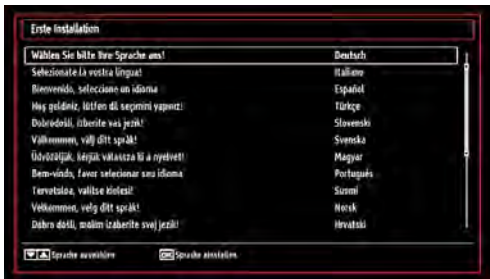 Erste Installation
Wählen Sie bitte Ihre Sprache aus! Deutsch
Selezionate la vostra lingua! Italiano
Bienvenido, seleccione un idioma Español
Hoş geldiniz, lütfen dil seçimini yapınız! Türkçe
Dobrodošli, izberite vaš jezik! Slovenski
Välkommen, välj ditt språk! Svenska
Üdvözöljük, kérjük válassza ki a nyelvet! Magyar
Bem-vindo, favor selecionar seu idioma Português
Tervetuloa, valitse kielesi! Suomi
Velkommen, velg ditt språk! Norsk
Dobro došli, molim izaberite svoj jezik! Hrvatski
Sprache auswählen OK Sprache einstellen